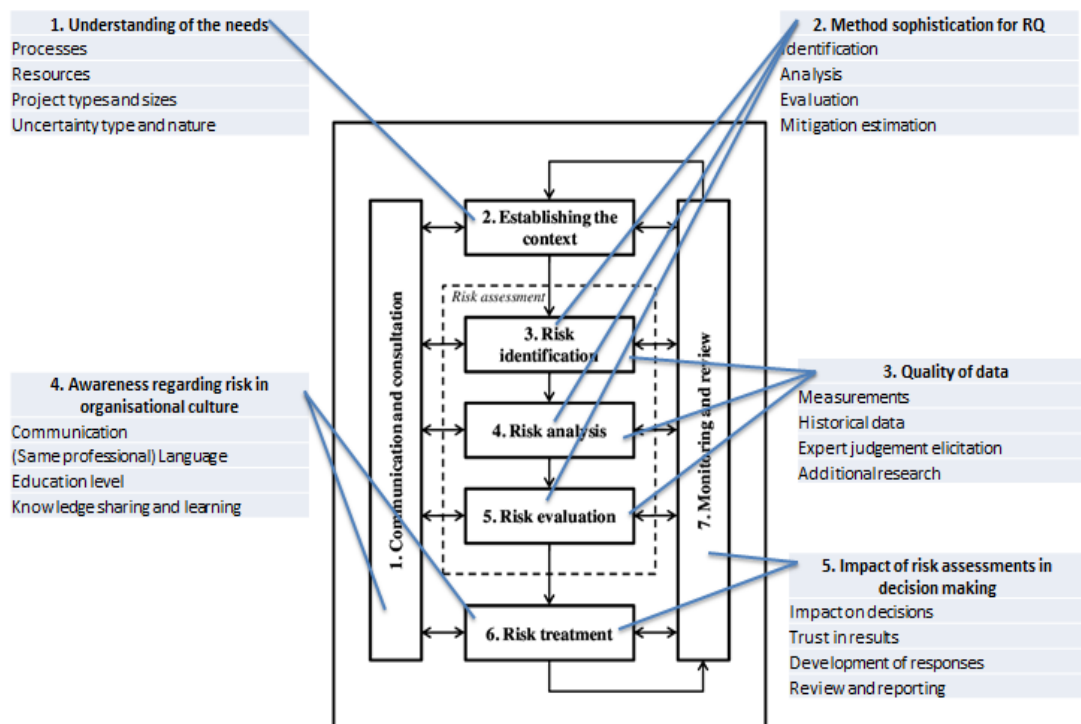 1. Understanding of the needs
Processes
Resources
Project types and sizes
Uncertainty type and nature
2. Method sophistication for RQ
Identification
Analysis
Evaluation
Mitigation estimation
2. Establishing the
context
Risk assessment
3. Risk
identification
4. Risk analysis
5. Risk evaluation
6. Risk treatment
1. Communication and consultation
7. Monitoring and review
4. Awareness regarding risk in
organisational culture
Communication
(Same professional) Language
Education level
Knowledge sharing and learning
3. Quality of data
Measurements
Historical data
Expert judgement elicitation
Additional research
5. Impact of risk assessments in
decision making
Impact on decisions
Trust in results
Development of responses
Review and reporting